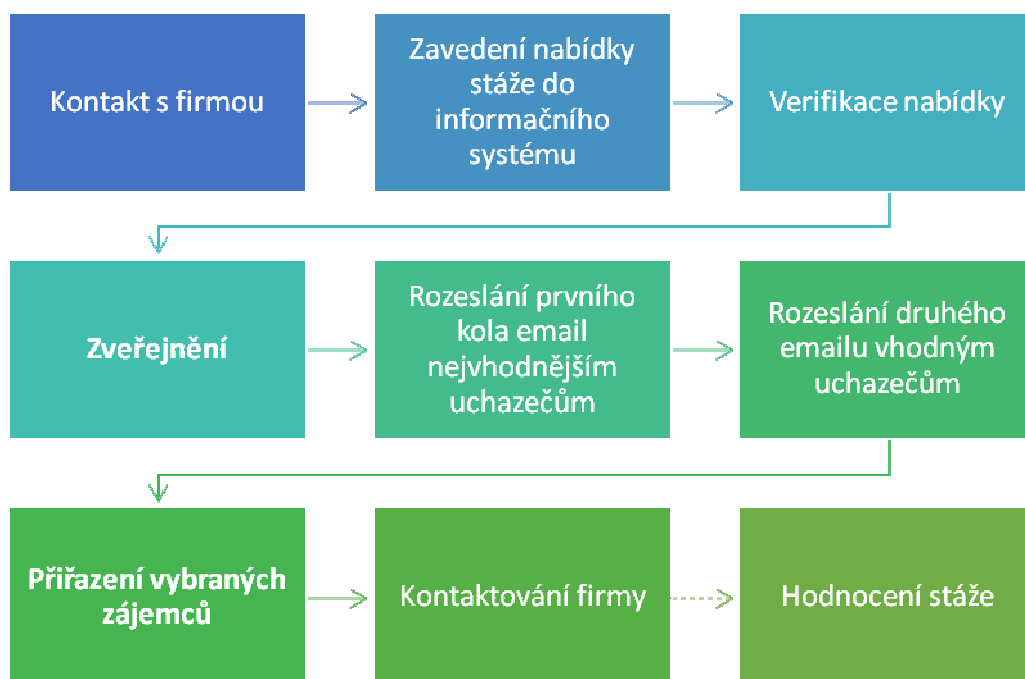 Kontakt s firmou
Zavedení nabídky
stáže do
informačního
systému
Verifikace nabídky
Zveřejnění
Rozeslání prvního
kola email
nejvhodnějším
uchazečům
Rozeslání druhého
emailu vhodným
uchazečům
Přiřazení vybraných
zájemců
Kontaktování firmy
Hodnocení stáže